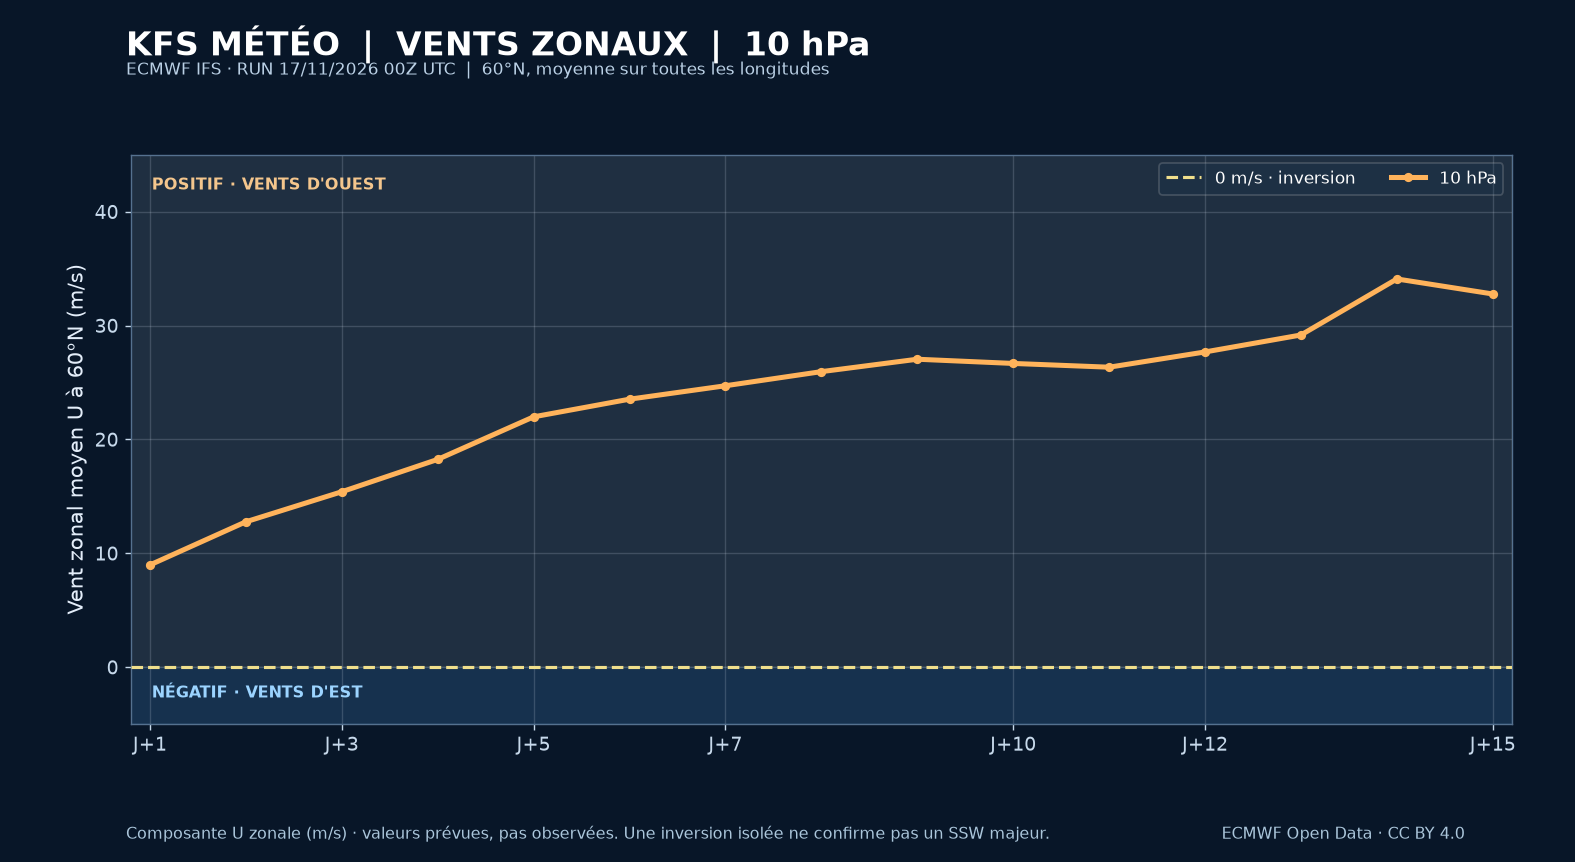 KFS MÉTÉO | VENTS ZONAUX | 10 hPa
ECMWF IFS · RUN 17/11/2026 00Z UTC | 60°N, moyenne sur toutes les longitudes
POSITIF · VENTS D'OUEST
0 m/s · inversion
10 hPa
Vent zonal moyen U à 60°N (m/s)
40
30
20
10
0
NÉGATIF · VENTS D'EST
J+1 J+3 J+5 J+7 J+10 J+12 J+15
Composante U zonale (m/s) · valeurs prévues, pas observées. Une inversion isolée ne confirme pas un SSW majeur.
ECMWF Open Data · CC BY 4.0